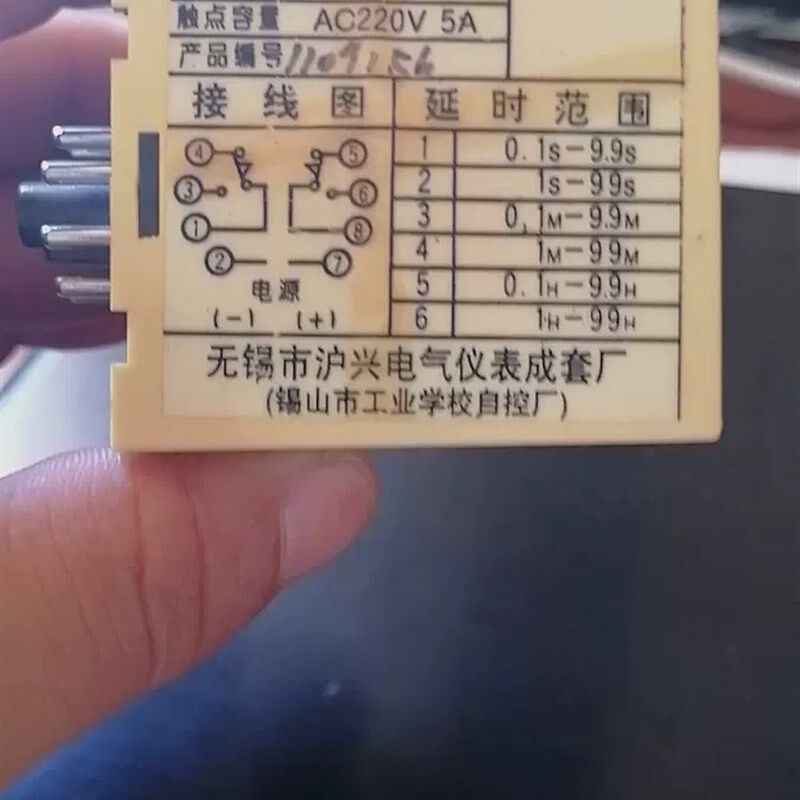 触点容量 AC220V 5A
产品编号 1109156
接线图 延时范围
④ ⑤ 1 0.1S-9.9S
③ ⑥ 2 1S-99S
① ⑧ 3 0.1M-9.9M
② ⑦ 4 1M-99M
电源 5 0.1H-9.9H
(-) (+) 6 1H-99H
无锡市沪兴电气仪表成套厂
(锡山市工业学校自控厂)